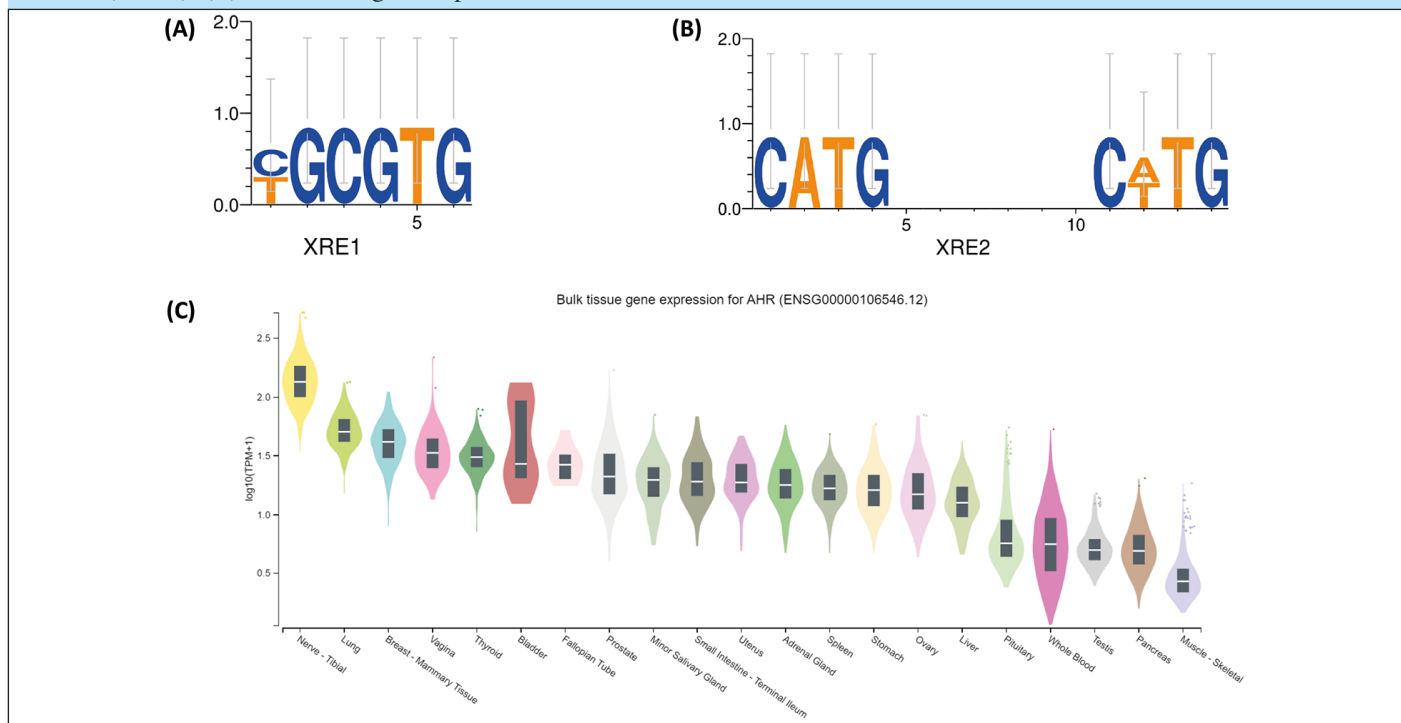 (A)
2.0
1.0
0.0
CTGCGTG
5
XRE1
(B)
2.0
1.0
0.0
CATG CATTG
5 10
XRE2
(C)
Bulk tissue gene expression for AHR (ENSG00000106546.12)
log10(TPM+1)
2.5
2.0
1.5
1.0
0.5
Nerve - Tibial
Lung
Breast - Mammary Tissue
Vagina
Thyroid
Bladder
Fallopian Tube
Prostate
Minor Salivary Gland
Small Intestine - Terminal Ileum
Uterus
Adrenal Gland
Spleen
Stomach
Ovary
Liver
Pituitary
Whole Blood
Testis
Pancreas
Muscle - Skeletal